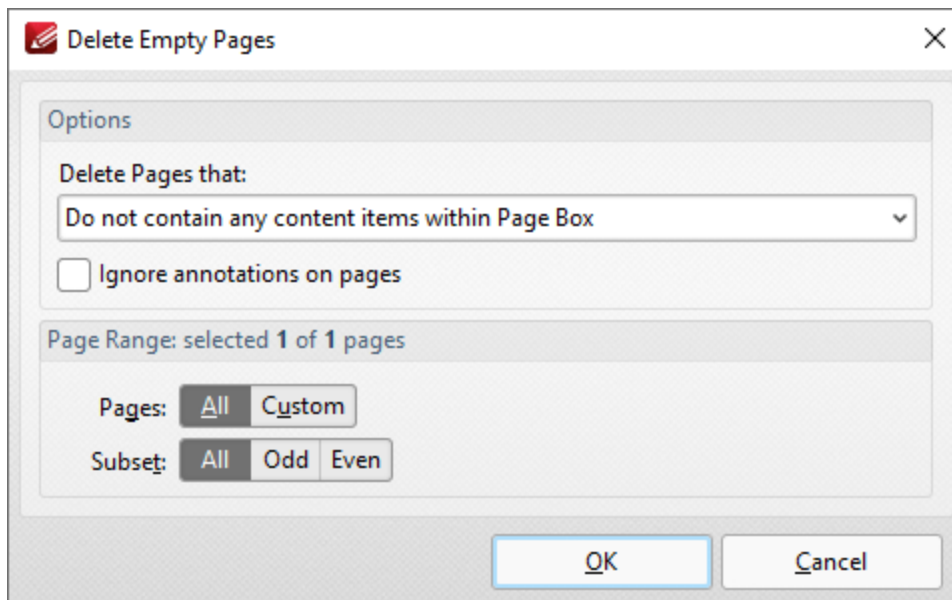 Delete Empty Pages
Options
Delete Pages that:
Do not contain any content items within Page Box
Ignore annotations on pages
Page Range: selected 1 of 1 pages
Pages: All Custom
Subset: All Odd Even
OK Cancel